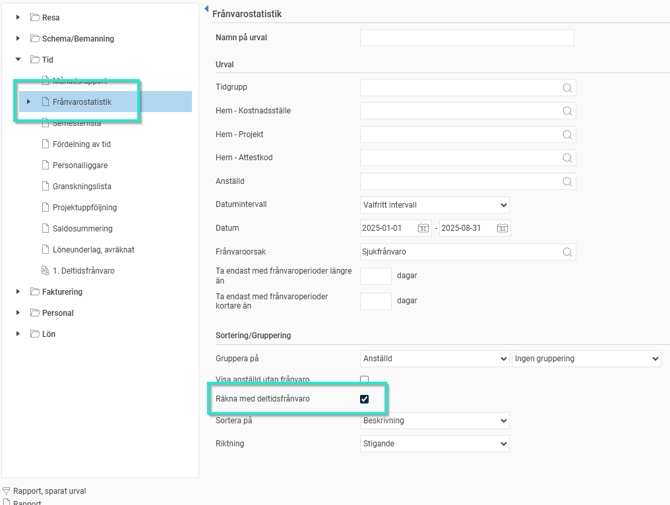 Resa
Schema/Bemanning
Tid
Månadsrapport
Frånvarostatistik
Semesterlista
Fördelning av tid
Personalliggare
Granskningslista
Projektuppföljning
Saldosummering
Löneunderlag, avräknat
1. Deltidsfrånvaro
Fakturering
Personal
Lön
Rapport, sparat urval
Rapport
Frånvarostatistik
Namn på urval
Urval
Tidgrupp
Hem - Kostnadsställe
Hem - Projekt
Hem - Attestkod
Anställd
Datumintervall Valfritt intervall
Datum 2025-01-01 31 - 2025-08-31 31
Frånvaroorsak Sjukfrånvaro
Ta endast med frånvaroperioder längre
än dagar
Ta endast med frånvaroperioder
kortare än dagar
Sortering/Gruppering
Gruppera på Anställd Ingen gruppering
Visa anställd utan frånvaro
Räkna med deltidsfrånvaro
Sortera på Beskrivning
Riktning Stigande